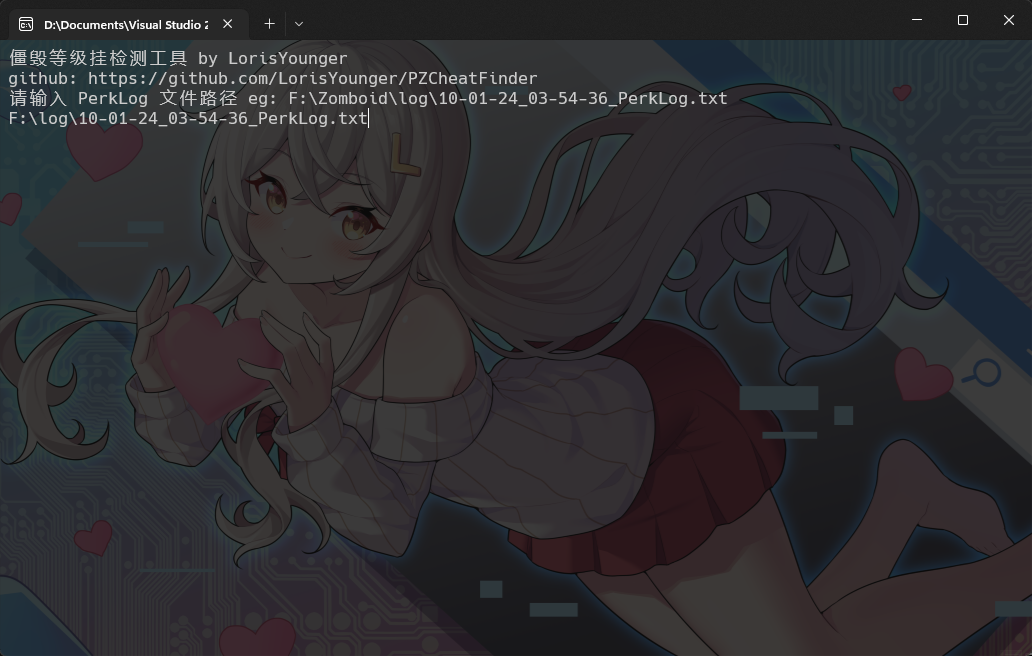 D:\Documents\Visual Studio 2
僵毁等级挂检测工具 by LorisYounger
github: https://github.com/LorisYounger/PZCheatFinder
请输入 PerkLog 文件路径 eg: F:\Zomboid\log\10-01-24_03-54-36_PerkLog.txt
F:\log\10-01-24_03-54-36_PerkLog.txt
L